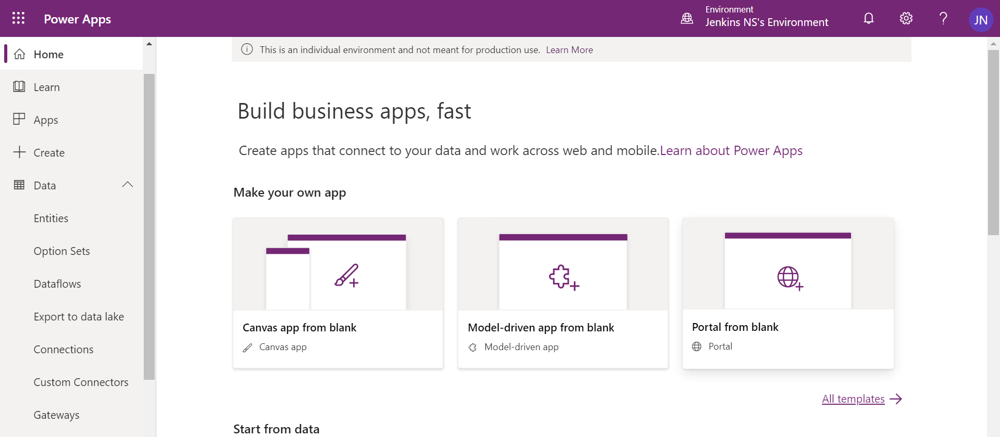 Power Apps
Environment
Jenkins NS's Environment
JN
Home
Learn
Apps
Create
Data
Entities
Option Sets
Dataflows
Export to data lake
Connections
Custom Connectors
Gateways
This is an individual environment and not meant for production use. Learn More
Build business apps, fast
Create apps that connect to your data and work across web and mobile.Learn about Power Apps
Make your own app
Canvas app from blank
Canvas app
Model-driven app from blank
Model-driven app
Portal from blank
Portal
All templates
Start from data